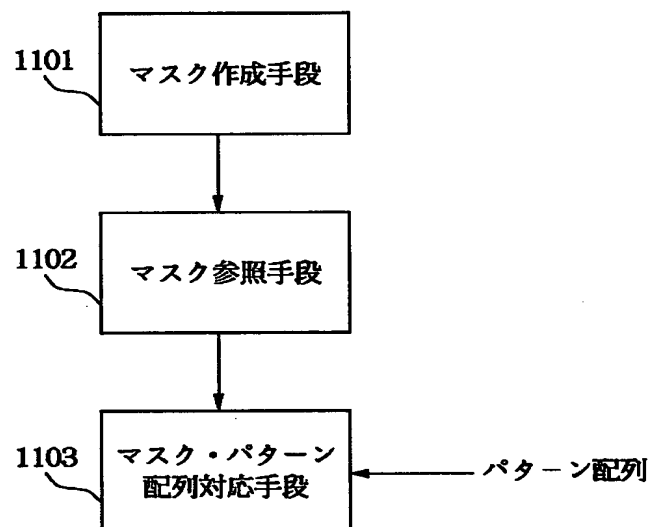 1101
マスク作成手段
1102
マスク参照手段
1103
マスク・パターン
配列対応手段
パターン配列